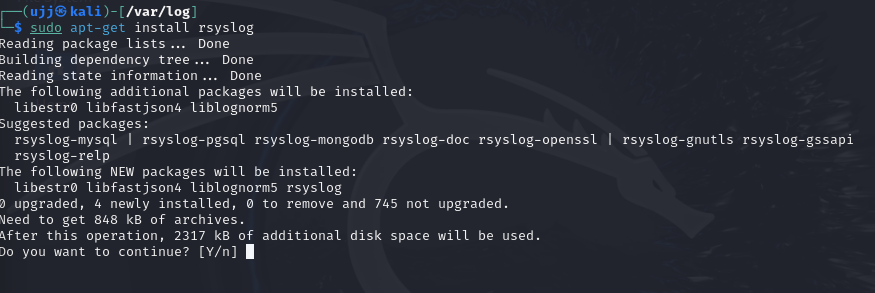 ┌──(ujj㉿kali)-[/var/log]
└─$ sudo apt-get install rsyslog
Reading package lists... Done
Building dependency tree... Done
Reading state information... Done
The following additional packages will be installed:
  libestr0 libfastjson4 liblognorm5
Suggested packages:
  rsyslog-mysql | rsyslog-pgsql rsyslog-mongodb rsyslog-doc rsyslog-openssl | rsyslog-gnutls rsyslog-gssapi
  rsyslog-relp
The following NEW packages will be installed:
  libestr0 libfastjson4 liblognorm5 rsyslog
0 upgraded, 4 newly installed, 0 to remove and 745 not upgraded.
Need to get 848 kB of archives.
After this operation, 2317 kB of additional disk space will be used.
Do you want to continue? [Y/n]